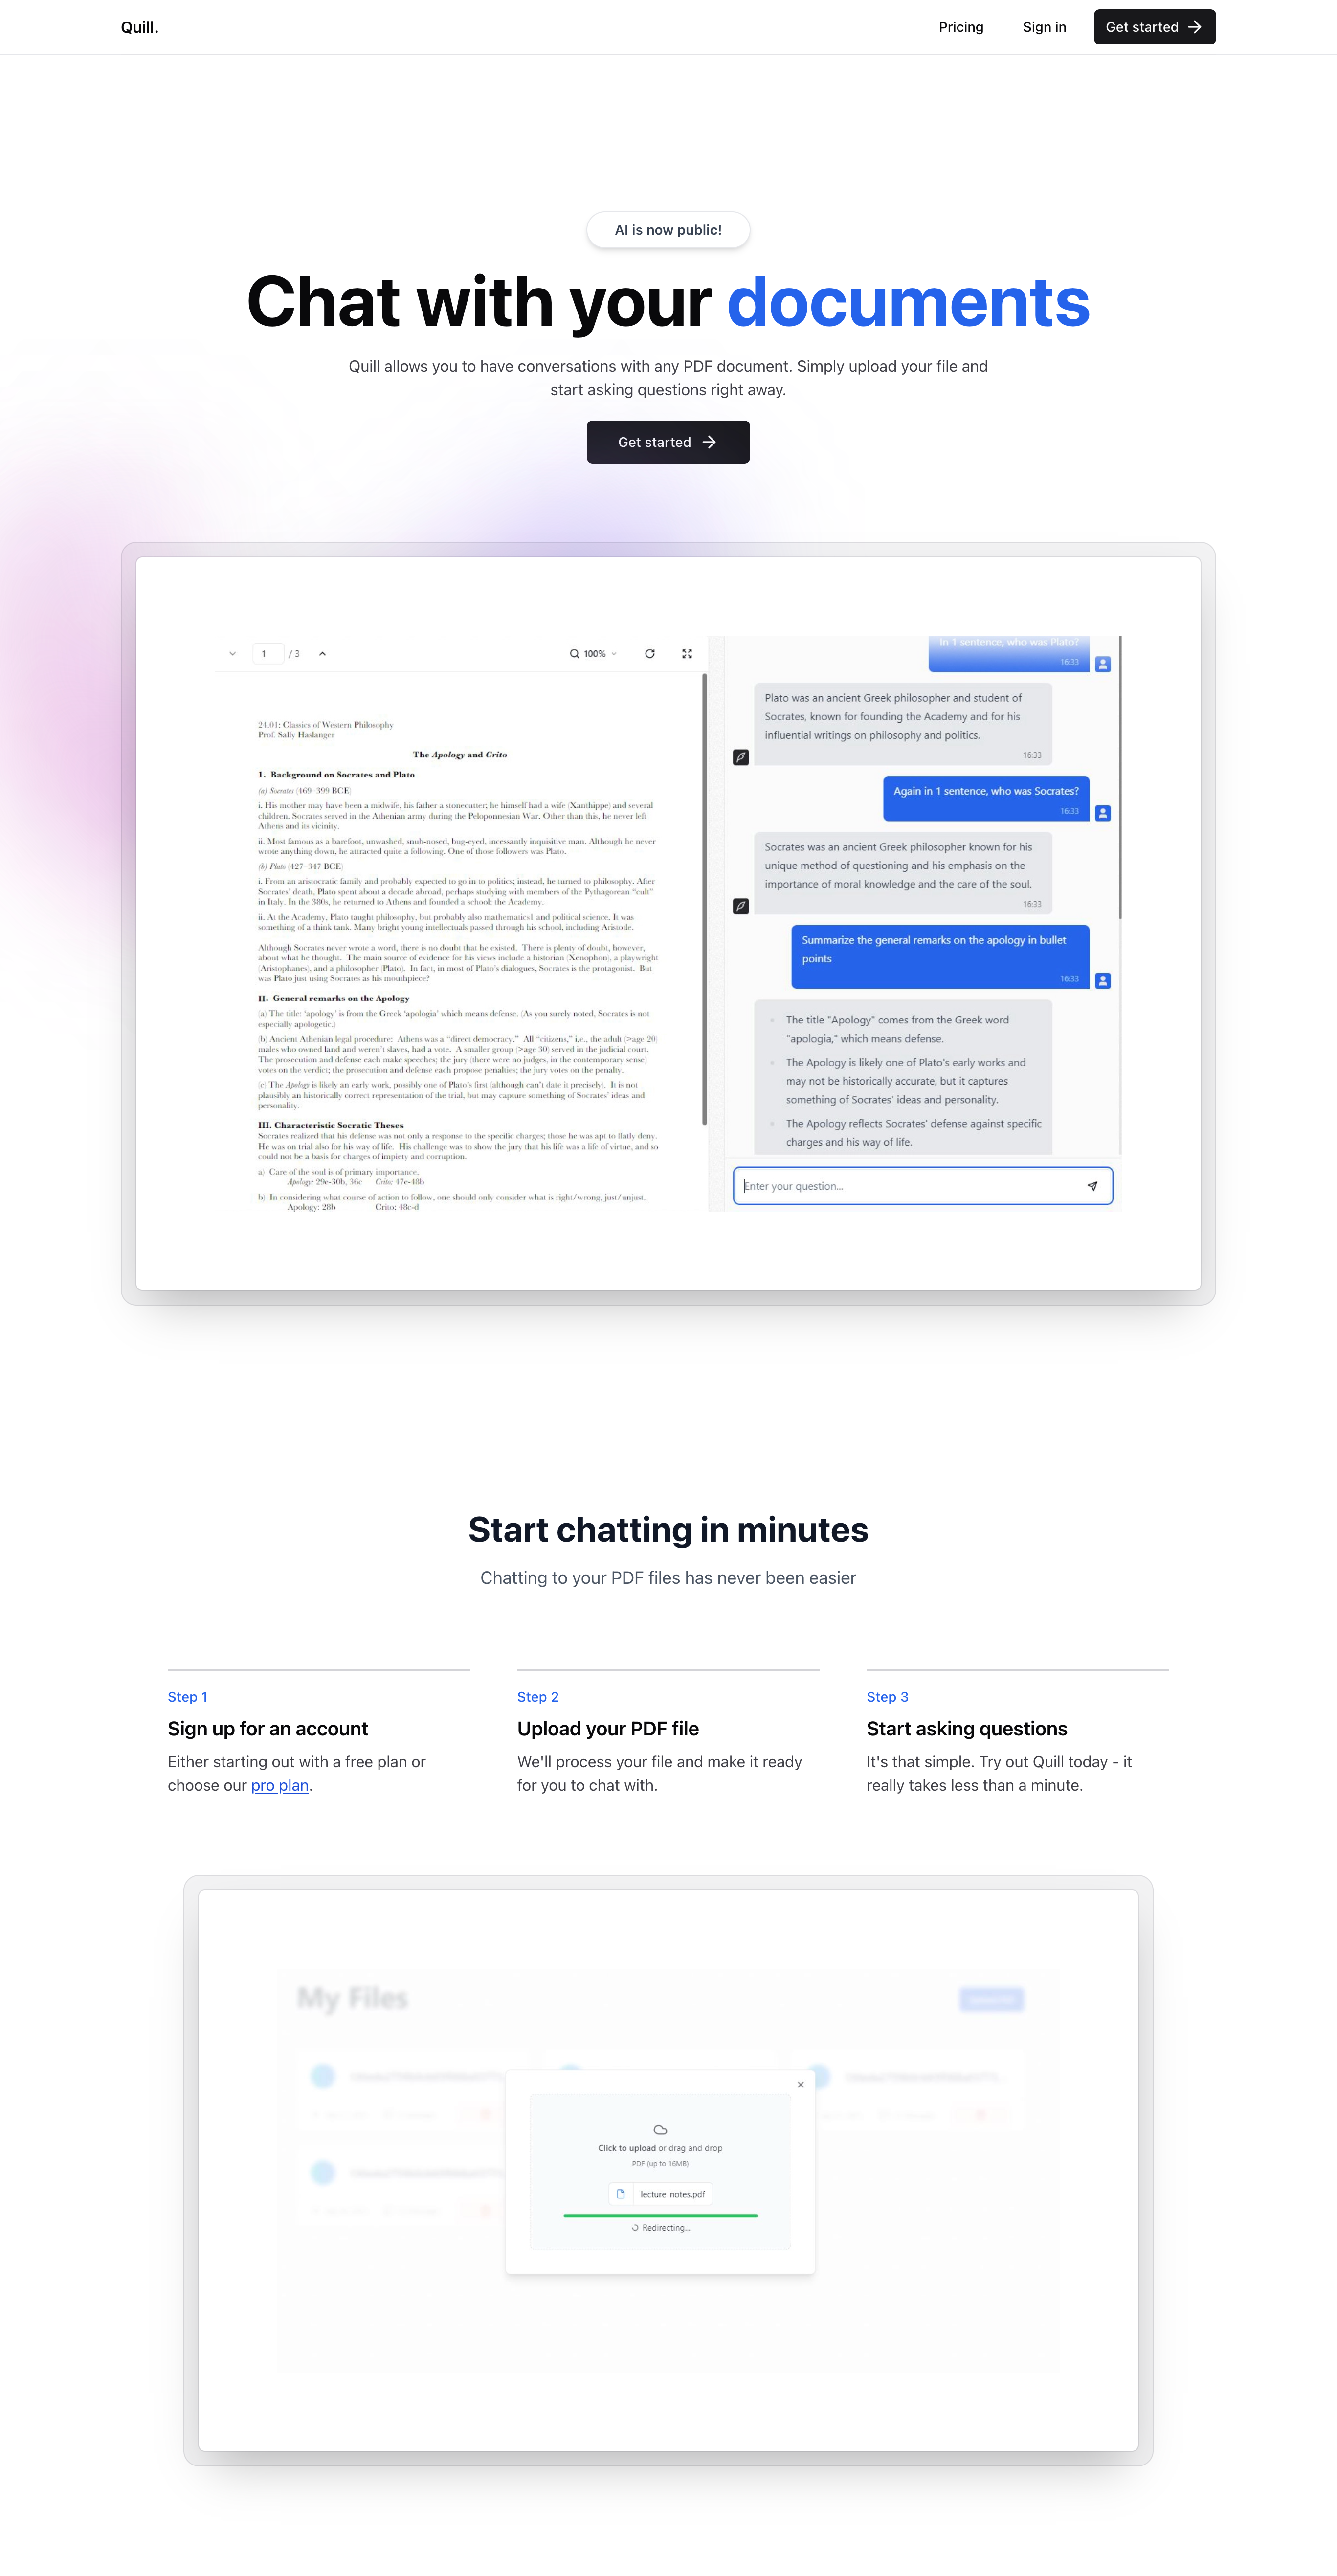 Quill.
Pricing
Sign in
Get started
AI is now public!
Chat with your documents
Quill allows you to have conversations with any PDF document. Simply upload your file and
start asking questions right away.
Get started
1 / 3
100%
24.01: Classics of Western Philosophy
Prof. Sally Haslanger
The Apology and Crito
I. Background on Socrates and Plato
(a) Socrates (469-399 BCE)
i. His mother may have been a midwife, his father a stonecutter; he himself had a wife (Xanthippe) and several
children. Socrates served in the Athenian army during the Peloponnesian War. Other than this, he never left
Athens and its vicinity.
ii. Most famous as a barefoot, unwashed, snub-nosed, bug-eyed, incessantly inquisitive man. Although he never
wrote anything down, he attracted quite a following. One of those followers was Plato.
(b) Plato (427-347 BCE)
i. From an aristocratic family and probably expected to go in to politics; instead, he turned to philosophy. After
Socrates' death, Plato spent about a decade abroad, perhaps studying with members of the Pythagorean "cult"
in Italy. In the 380s, he returned to Athens and founded a school: the Academy.
ii. At the Academy, Plato taught philosophy, but probably also mathematics1 and political science. It was
something of a think tank. Many bright young intellectuals passed through his school, including Aristotle.
Although Socrates never wrote a word, there is no doubt that he existed. There is plenty of doubt, however,
about what he thought. The main source of evidence for his views include a historian (Xenophon), a playwright
(Aristophanes), and a philosopher (Plato). In fact, in most of Plato's dialogues, Socrates is the protagonist. But
was Plato just using Socrates as his mouthpiece?
II. General remarks on the Apology
(a) The title: 'apology' is from the Greek 'apologia' which means defense. (As you surely noted, Socrates is not
especially apologetic.)
(b) Ancient Athenian legal procedure: Athens was a "direct democracy." All "citizens," i.e., the adult (>age 20)
males who owned land and weren't slaves, had a vote. A smaller group (>age 30) served in the judicial court.
The prosecution and defense each make speeches; the jury (there were no judges, in the contemporary sense)
votes on the verdict; the prosecution and defense each propose penalties; the jury votes on the penalty.
(c) The Apology is likely an early work, possibly one of Plato's first (although can't date it precisely). It is not
plausibly an historically correct representation of the trial, but may capture something of Socrates' ideas and
personality.
III. Characteristic Socratic Theses
Socrates realized that his defense was not only a response to the specific charges; those he was apt to flatly deny.
He was on trial also for his way of life. His challenge was to show the jury that his life was a life of virtue, and so
could not be a basis for charges of impiety and corruption.
a) Care of the soul is of primary importance.
Apology: 29e-30b, 36c Crito: 47e-48b
b) In considering what course of action to follow, one should only consider what is right/wrong, just/unjust.
Apology: 28b Crito: 48c-d
In 1 sentence, who was Plato?
16:33
Plato was an ancient Greek philosopher and student of
Socrates, known for founding the Academy and for his
influential writings on philosophy and politics.
16:33
Again in 1 sentence, who was Socrates?
16:33
Socrates was an ancient Greek philosopher known for his
unique method of questioning and his emphasis on the
importance of moral knowledge and the care of the soul.
16:33
Summarize the general remarks on the apology in bullet
points
16:33
The title "Apology" comes from the Greek word
"apologia," which means defense.
The Apology is likely one of Plato's early works and
may not be historically accurate, but it captures
something of Socrates' ideas and personality.
The Apology reflects Socrates' defense against specific
charges and his way of life.
Enter your question...
Start chatting in minutes
Chatting to your PDF files has never been easier
Step 1
Sign up for an account
Either starting out with a free plan or
choose our pro plan.
Step 2
Upload your PDF file
We'll process your file and make it ready
for you to chat with.
Step 3
Start asking questions
It's that simple. Try out Quill today - it
really takes less than a minute.
My Files
Click to upload or drag and drop
PDF (up to 16MB)
lecture_notes.pdf
Redirecting...